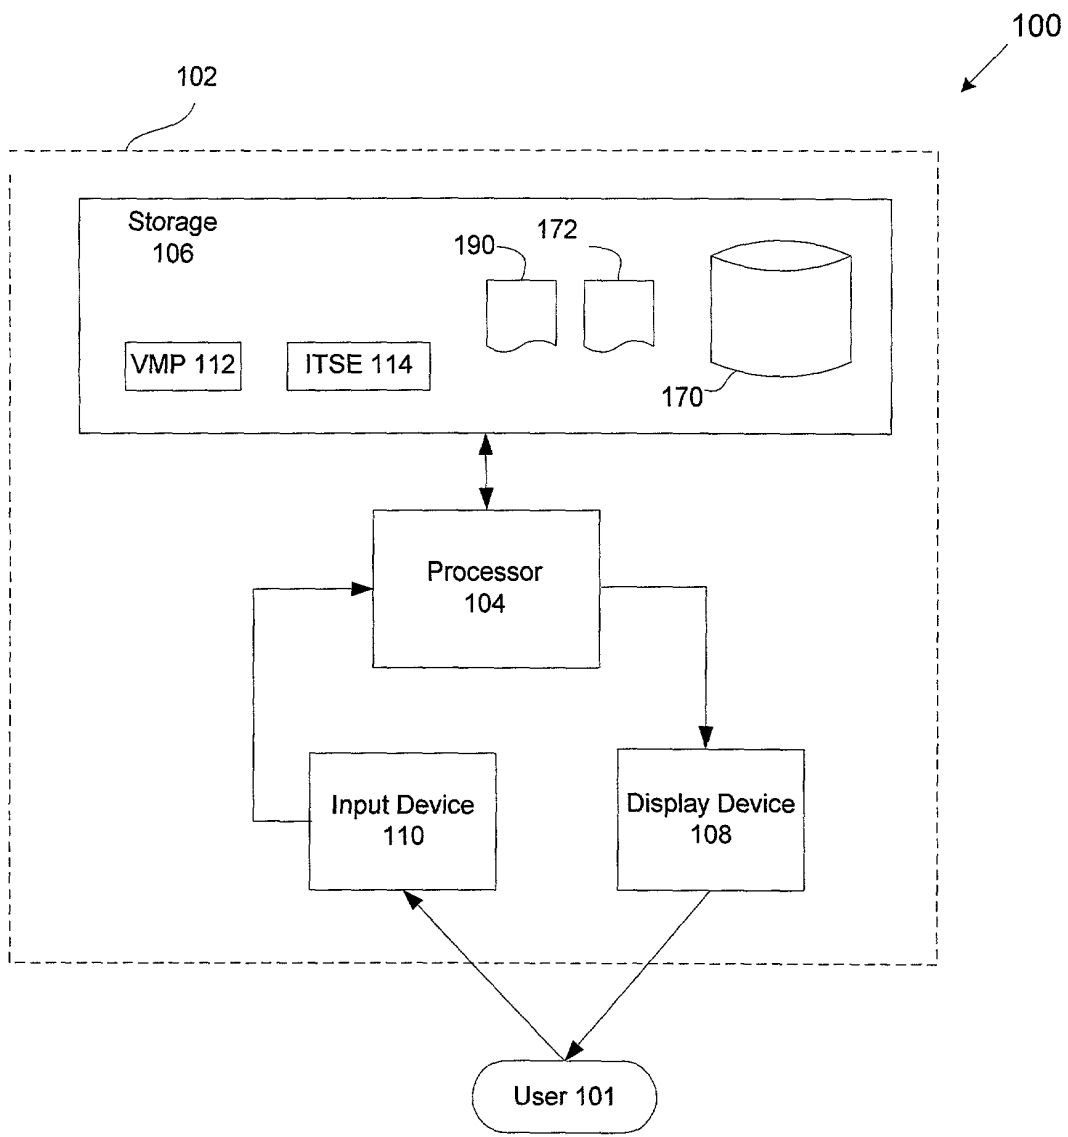 100
102
Storage
106
190
172
VMP 112
ITSE 114
170
Processor
104
Input Device
110
Display Device
108
User 101